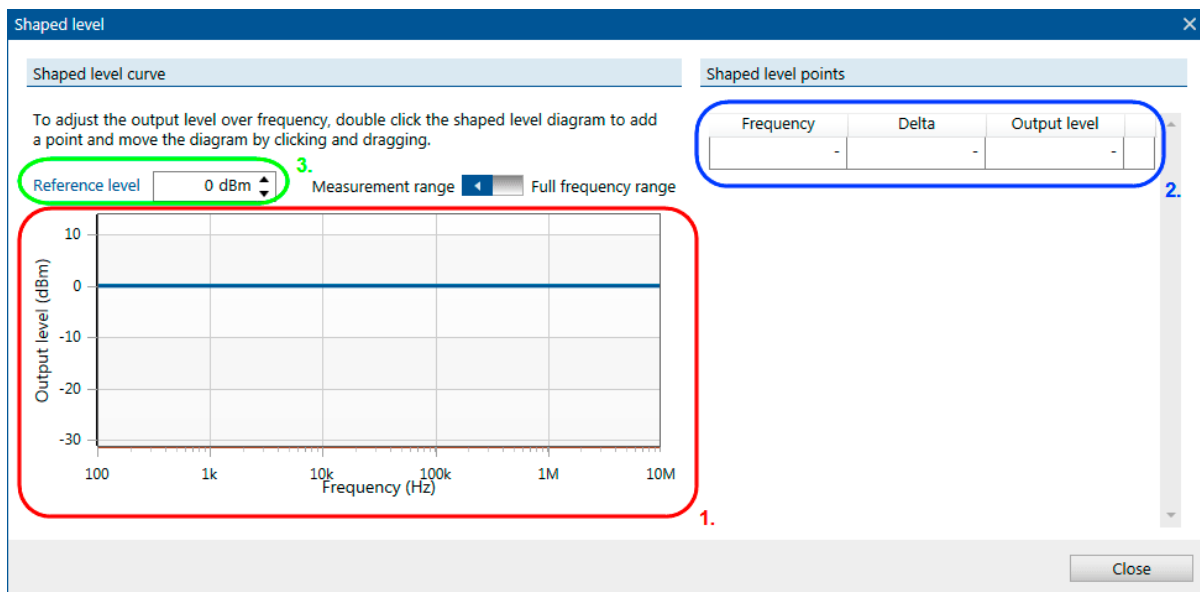 Shaped level
Shaped level curve
To adjust the output level over frequency, double click the shaped level diagram to add
a point and move the diagram by clicking and dragging.
3.
Reference level 0 dBm Measurement range Full frequency range
Output level (dBm)
10
0
-10
-20
-30
100 1k 10k 100k 1M 10M
Frequency (Hz)
1.
Shaped level points
Frequency Delta Output level
- - -
2.
Close